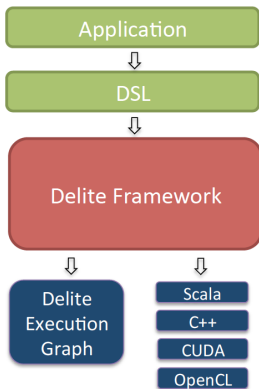 Application
DSL
Delite Framework
Delite
Execution
Graph
Scala
C++
CUDA
OpenCL